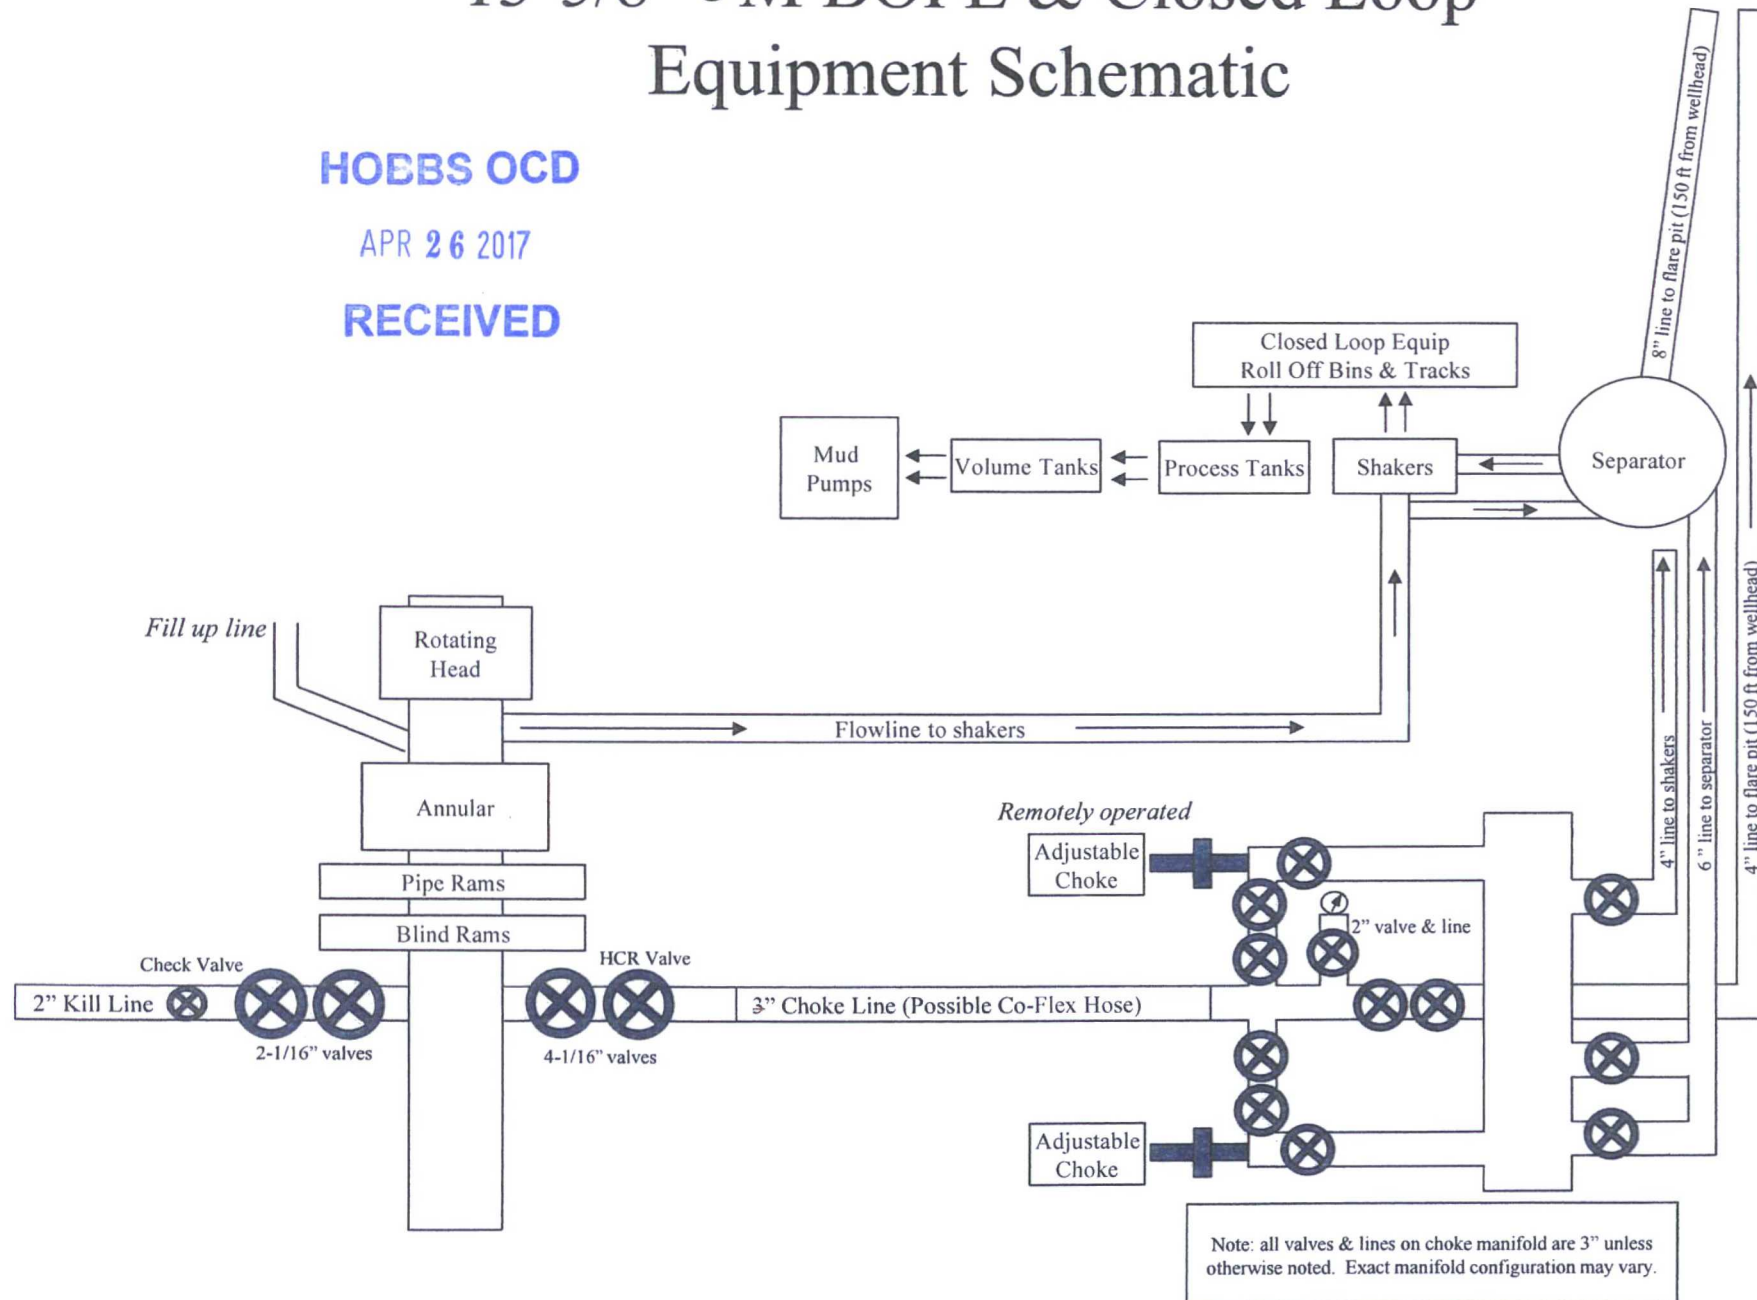 & Closed Loop
Equipment Schematic
HOBBS OCD
APR 26 2017
RECEIVED
8" line to flare pit (150 ft from wellhead)
Closed Loop Equip
Roll Off Bins & Tracks
Mud
Pumps
Volume Tanks
Process Tanks
Shakers
Separator
Fill up line
Rotating
Head
Flowline to shakers
Annular
Pipe Rams
Blind Rams
Check Valve
HCR Valve
2" Kill Line
2-1/16" valves
4-1/16" valves
3" Choke Line (Possible Co-Flex Hose)
Remotely operated
Adjustable
Choke
2" valve & line
Adjustable
Choke
4" line to shakers
6 " line to separator
4" line to flare pit (150 ft from wellhead)
Note: all valves & lines on choke manifold are 3" unless
otherwise noted. Exact manifold configuration may vary.